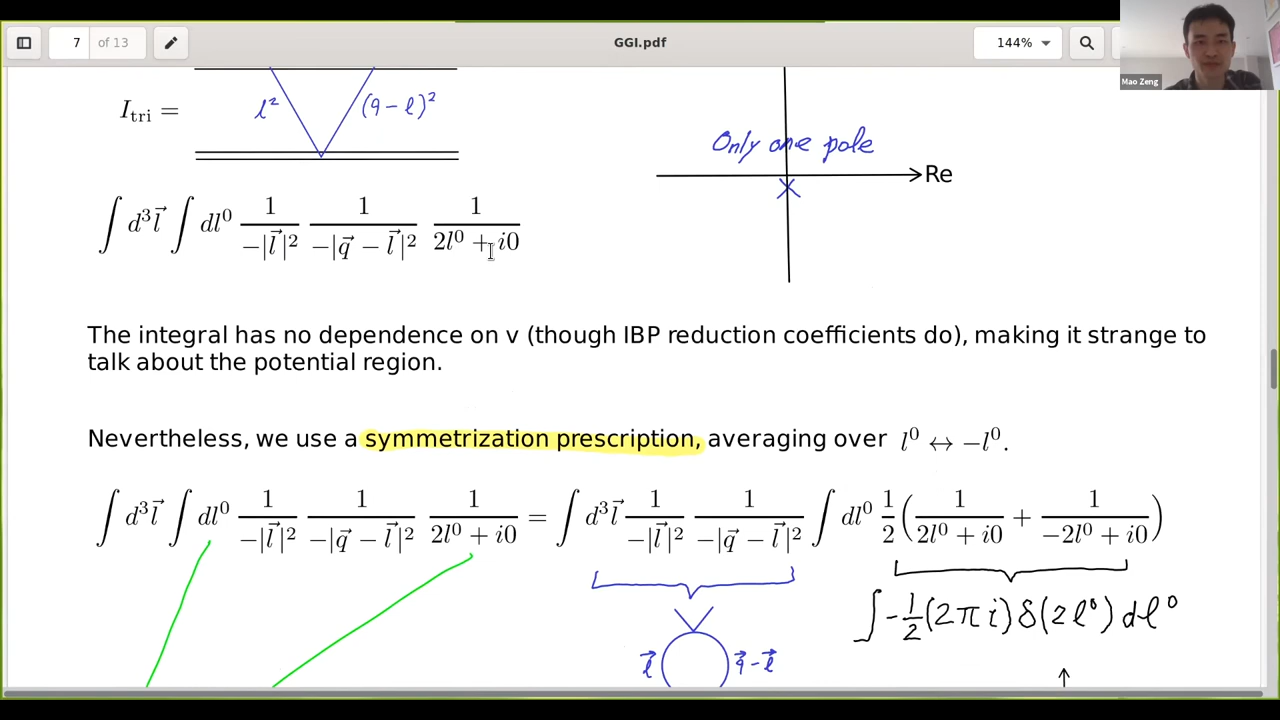 7 of 13
GGI.pdf
144%
Mao Zeng
I_tri =
l²
(q-l)²
Only one pole
Re
∫ d³l⃗ ∫ dl⁰ 1/(−|l⃗|²) 1/(−|q⃗ − l⃗|²) 1/(2l⁰ + i0)
The integral has no dependence on v (though IBP reduction coefficients do), making it strange to
talk about the potential region.
Nevertheless, we use a symmetrization prescription, averaging over l⁰ ↔ −l⁰.
∫ d³l⃗ ∫ dl⁰ 1/(−|l⃗|²) 1/(−|q⃗ − l⃗|²) 1/(2l⁰ + i0) = ∫ d³l⃗ 1/(−|l⃗|²) 1/(−|q⃗ − l⃗|²) ∫ dl⁰ 1/2 (1/(2l⁰ + i0) + 1/(−2l⁰ + i0))
∫ −1/2 (2πi) δ(2l⁰) dl⁰
l⃗
q⃗-l⃗